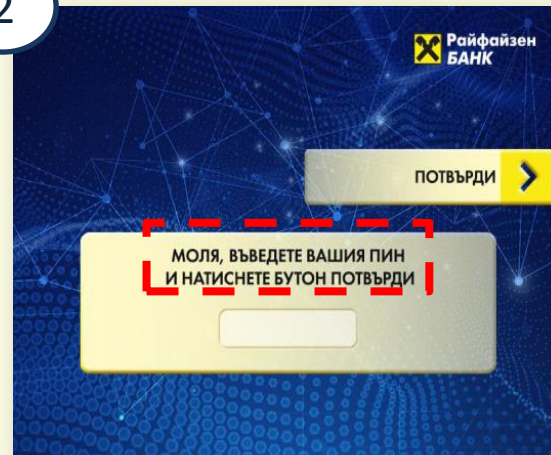 2
Райфайзен
БАНК
ПОТВЪРДИ
МОЛЯ, ВЪВЕДЕТЕ ВАШИЯ ПИН
И НАТИСНЕТЕ БУТОН ПОТВЪРДИ